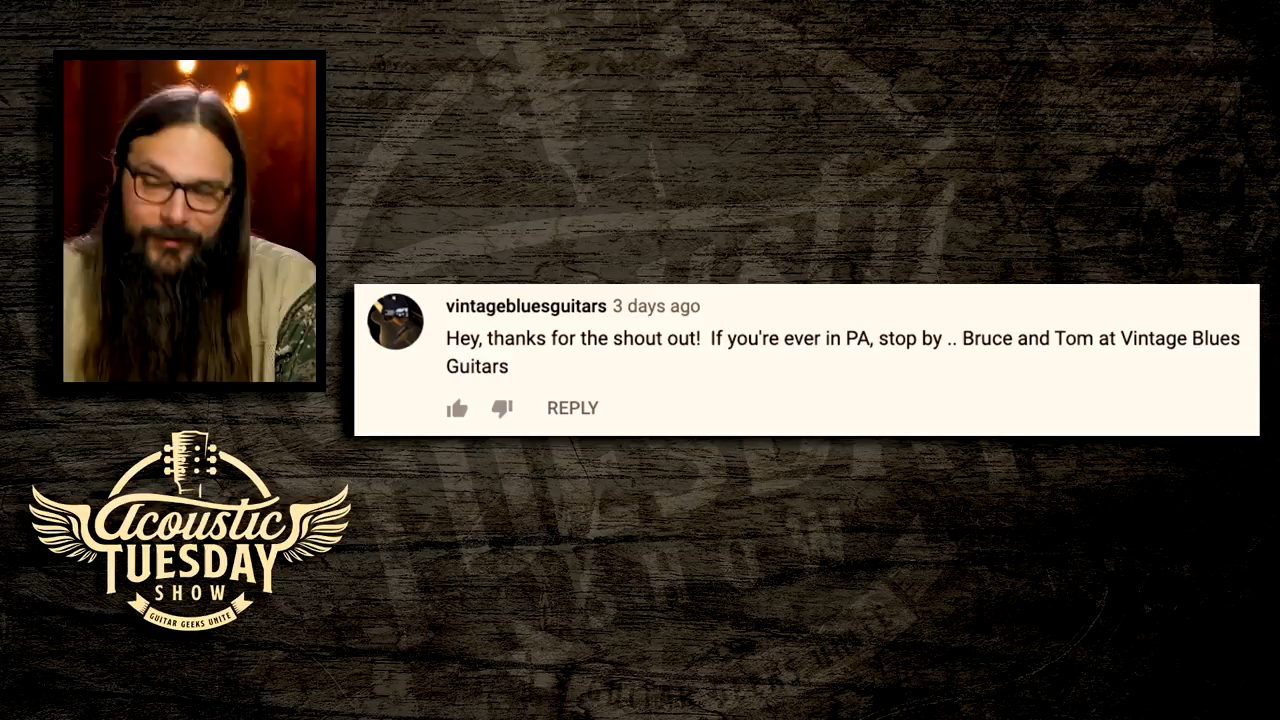 vintagebluesguitars 3 days ago
Hey, thanks for the shout out!  If you're ever in PA, stop by .. Bruce and Tom at Vintage Blues
Guitars
REPLY
Acoustic
TUESDAY
SHOW
GUITAR GEEKS UNITE